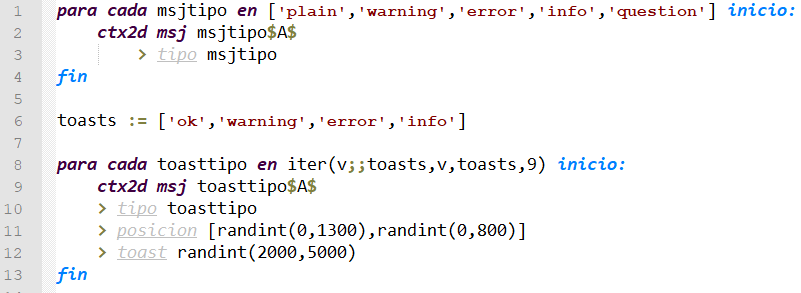 1 para cada msjtipo en ['plain','warning','error','info','question'] inicio:
2 ctx2d msj msjtipo$A$
3 > tipo msjtipo
4 fin
5
6 toasts := ['ok','warning','error','info']
7
8 para cada toasttipo en iter(v;;toasts,v,toasts,9) inicio:
9 ctx2d msj toasttipo$A$
10 > tipo toasttipo
11 > posicion [randint(0,1300),randint(0,800)]
12 > toast randint(2000,5000)
13 fin